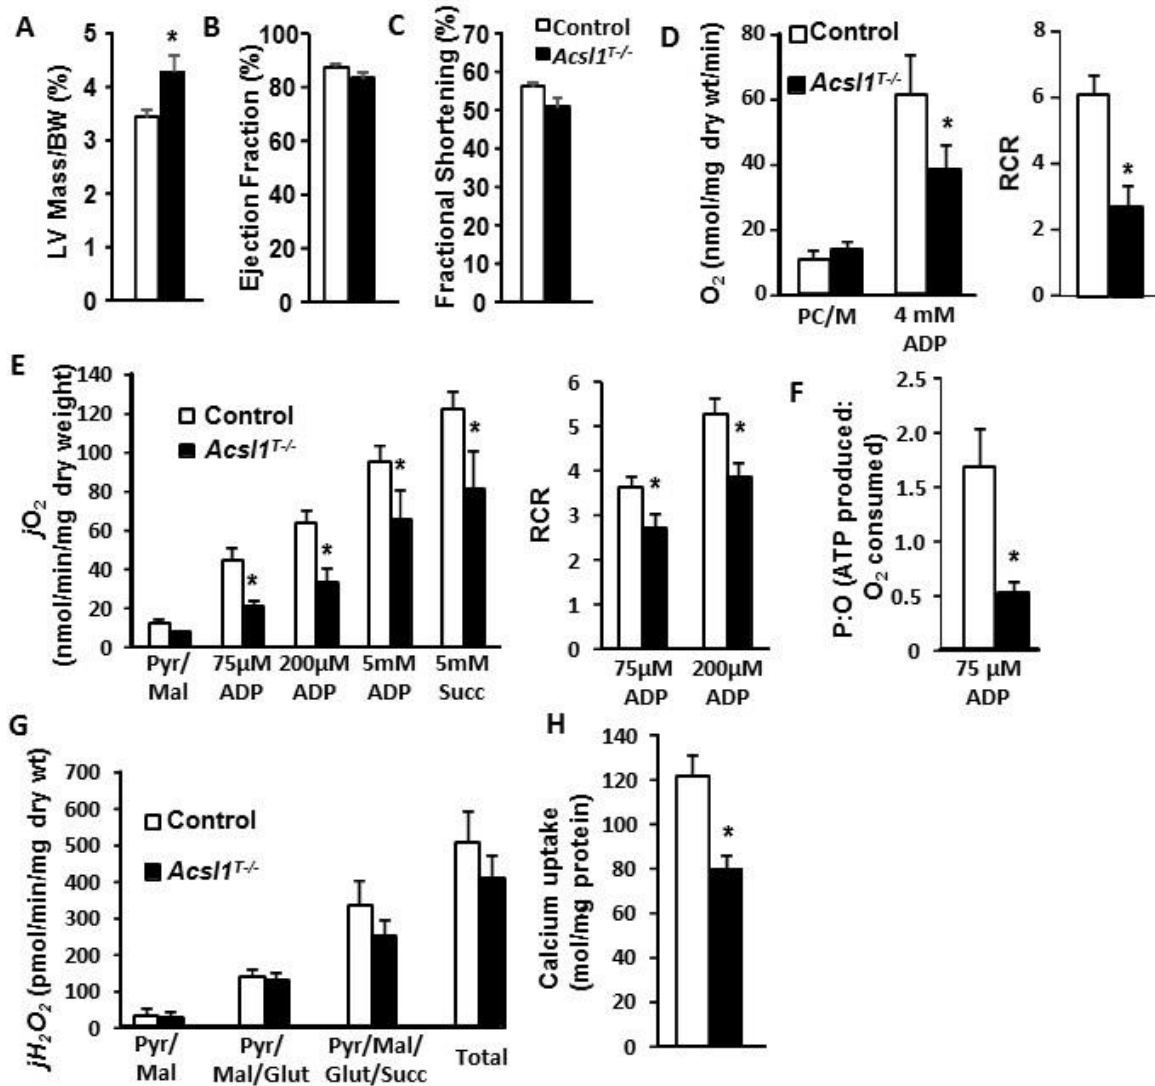 A
LV Mass/BW (%)
5
4
3
2
1
0
*
B
Ejection Fraction (%)
100
80
60
40
20
0
C
Fractional Shortening (%)
70
60
50
40
30
20
10
0
Control
Acsl1T-/-
D
O2 (nmol/mg dry wt/min)
80
60
40
20
0
Control
Acsl1T-/-
*
PC/M
4 mM
ADP
RCR
8
6
4
2
0
*
E
jO2
(nmol/min/mg dry weight)
140
120
100
80
60
40
20
0
Control
Acsl1T-/-
* * * *
Pyr/ 75µM 200µM 5mM 5mM
Mal ADP ADP ADP Succ
RCR
6
5
4
3
2
1
0
* *
75µM 200µM
ADP ADP
F
P:O (ATP produced:
O2 consumed)
2.5
2.0
1.5
1.0
0.5
0
*
75 µM
ADP
G
jH2O2 (pmol/min/mg dry wt)
700
600
500
400
300
200
100
0
Control
Acsl1T-/-
Pyr/ Pyr/ Pyr/Mal/ Total
Mal Mal/Glut Glut/Succ
H
Calcium uptake
(mol/mg protein)
140
120
100
80
60
40
20
0
*